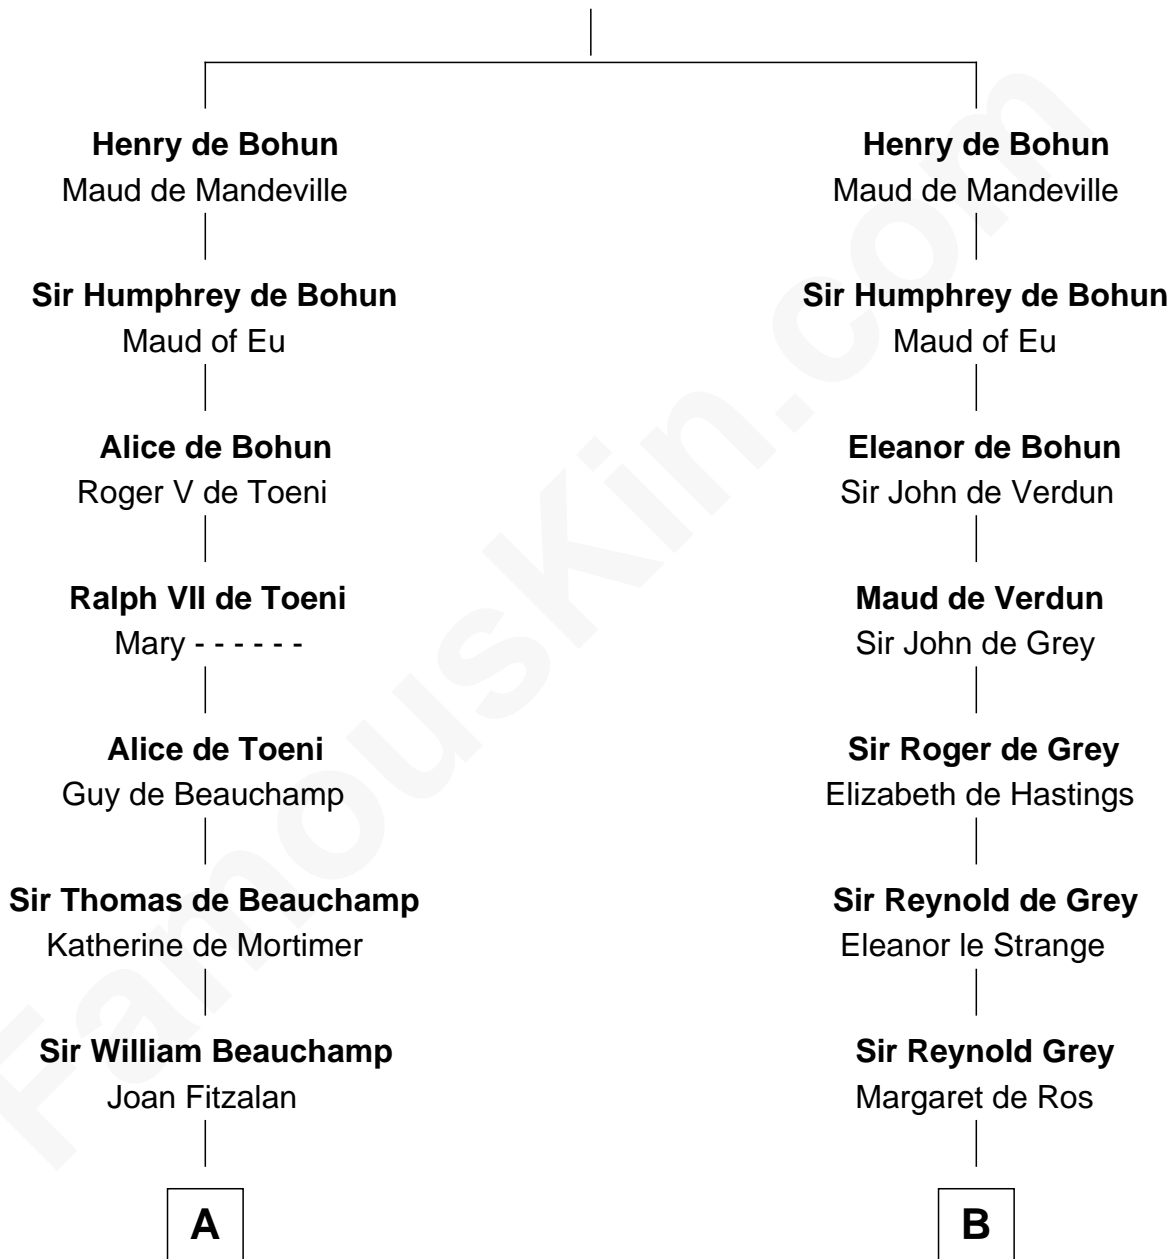 Henry de Bohun
Maud de Mandeville
Sir Humphrey de Bohun
Maud of Eu
Alice de Bohun
Roger V de Toeni
Ralph VII de Toeni
Mary - - - - - -
Alice de Toeni
Guy de Beauchamp
Sir Thomas de Beauchamp
Katherine de Mortimer
Sir William Beauchamp
Joan Fitzalan
A
Henry de Bohun
Maud de Mandeville
Sir Humphrey de Bohun
Maud of Eu
Eleanor de Bohun
Sir John de Verdun
Maud de Verdun
Sir John de Grey
Sir Roger de Grey
Elizabeth de Hastings
Sir Reynold de Grey
Eleanor le Strange
Sir Reynold Grey
Margaret de Ros
B
FamousKin.com